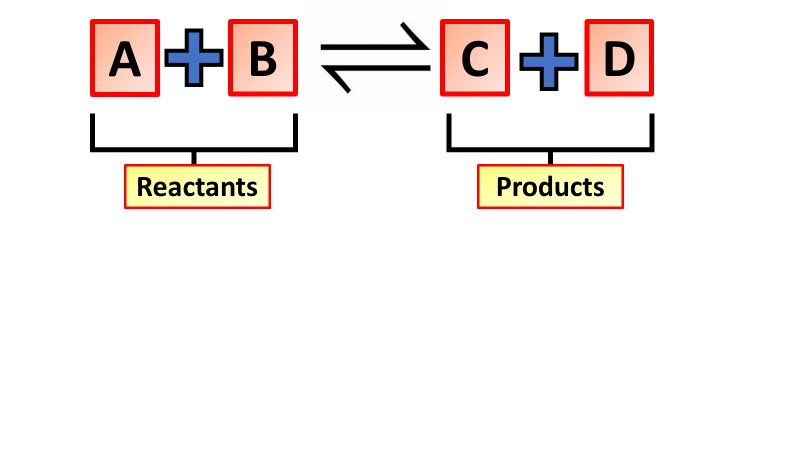 A + B ⇌ C + D
Reactants
Products